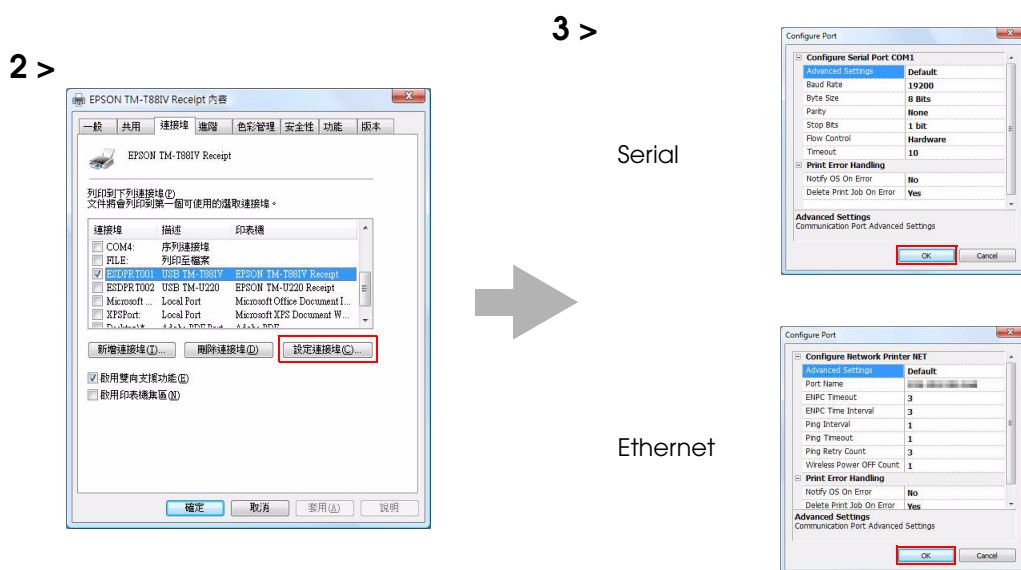 2 >
EPSON TM-T88IV Receipt 內容
一般 共用 連接埠 進階 色彩管理 安全性 功能 版本
EPSON TM-T88IV Receipt
列印到下列連接埠(P)
文件將會列印到第一個可使用的選取連接埠。
連接埠 描述 印表機
COM4: 序列連接埠
FILE: 列印至檔案
ESDPRT001 USB TM-T88IV EPSON TM-T88IV Receipt
ESDPRT002 USB TM-U220 EPSON TM-U220 Receipt
Microsoft ... Local Port Microsoft Office Document I...
XPSPort: Local Port Microsoft XPS Document W...
新增連接埠(T)... 刪除連接埠(D) 設定連接埠(C)...
啟用雙向支援功能(E)
啟用印表機集區(N)
確定 取消 套用(A) 說明
3 >
Serial
Configure Port
Configure Serial Port COM1
Advanced Settings Default
Baud Rate 19200
Byte Size 8 Bits
Parity None
Stop Bits 1 bit
Flow Control Hardware
Timeout 10
Print Error Handling
Notify OS On Error No
Delete Print Job On Error Yes
Advanced Settings
Communication Port Advanced Settings
OK Cancel
Ethernet
Configure Port
Configure Network Printer NET
Advanced Settings Default
Port Name
ENPC Timeout 3
ENPC Time Interval 3
Ping Interval 1
Ping Timeout 1
Ping Retry Count 3
Wireless Power OFF Count 1
Print Error Handling
Notify OS On Error No
Delete Print Job On Error Yes
Advanced Settings
Communication Port Advanced Settings
OK Cancel